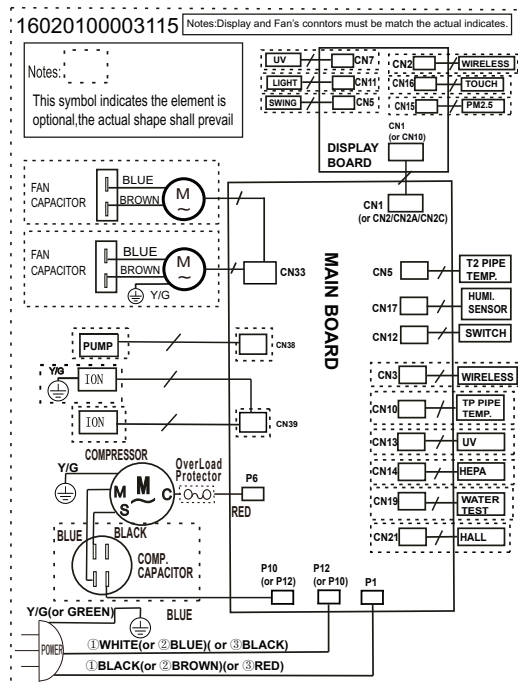 16020100003115
Notes:Display and Fan's conntors must be match the actual indicates.
Notes:
This symbol indicates the element is
optional,the actual shape shall prevail
UV
CN7
LIGHT
CN11
SWING
CN5
CN2
WIRELESS
CN16
TOUCH
CN15
PM2.5
CN1
(or CN10)
DISPLAY
BOARD
CN1
(or CN2/CN2A/CN2C)
FAN
CAPACITOR
BLUE
BROWN
M
FAN
CAPACITOR
BLUE
BROWN
M
Y/G
CN33
MAIN BOARD
CN5
T2 PIPE
TEMP.
CN17
HUMI.
SENSOR
CN12
SWITCH
PUMP
CN38
Y/G
ION
ION
CN39
CN3
WIRELESS
CN10
TP PIPE
TEMP.
CN13
UV
CN14
HEPA
CN19
WATER
TEST
CN21
HALL
COMPRESSOR
Y/G
M
M
C
S
OverLoad
Protector
P6
RED
BLUE
BLACK
COMP.
CAPACITOR
P10
(or P12)
P12
(or P10)
P1
BLUE
Y/G(or GREEN)
POWER
①WHITE(or ②BLUE)( or ③BLACK)
①BLACK(or ②BROWN)(or ③RED)